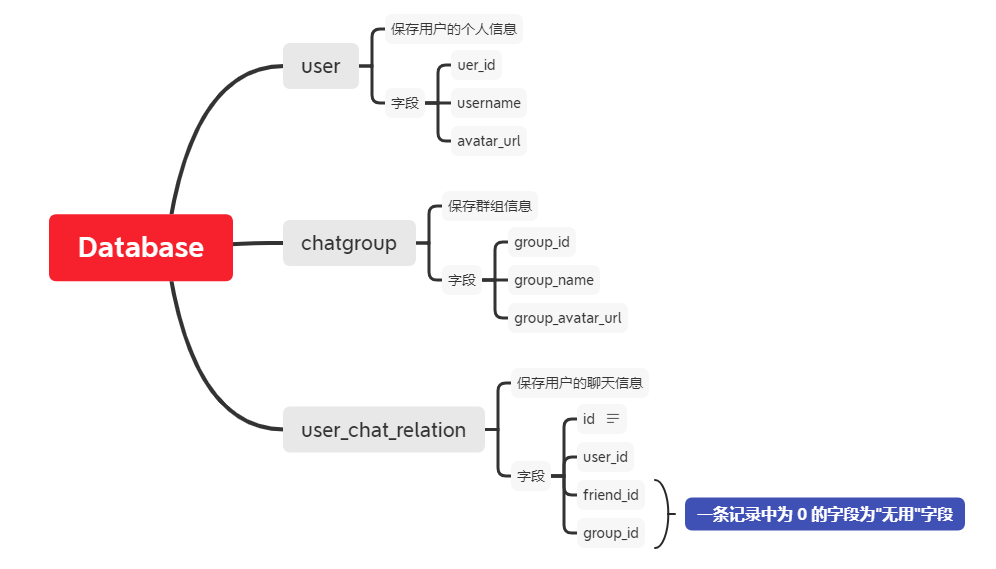 Database
user
保存用户的个人信息
字段
uer_id
username
avatar_url
chatgroup
保存群组信息
字段
group_id
group_name
group_avatar_url
user_chat_relation
保存用户的聊天信息
字段
id
user_id
friend_id
group_id
一条记录中为 0 的字段为"无用"字段